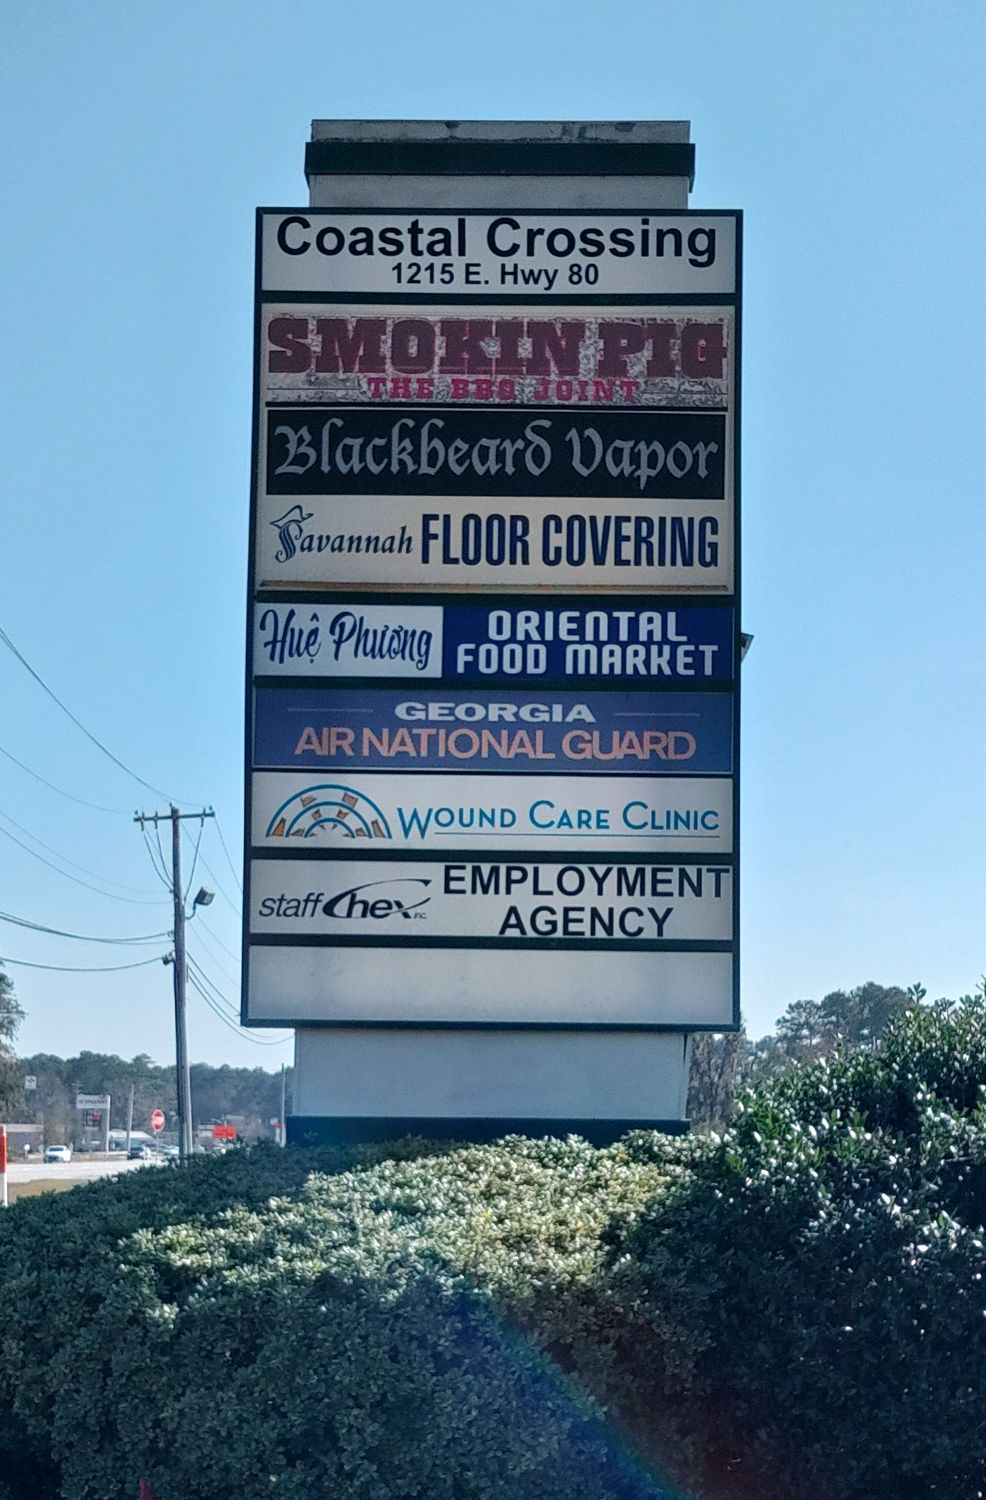 Coastal Crossing
1215 E. Hwy 80
SMOKIN PIG
THE BBQ JOINT
Blackbeard Vapor
Savannah FLOOR COVERING
Huệ Phương
ORIENTAL
FOOD MARKET
GEORGIA
AIR NATIONAL GUARD
WOUND CARE CLINIC
staffChex inc.
EMPLOYMENT
AGENCY